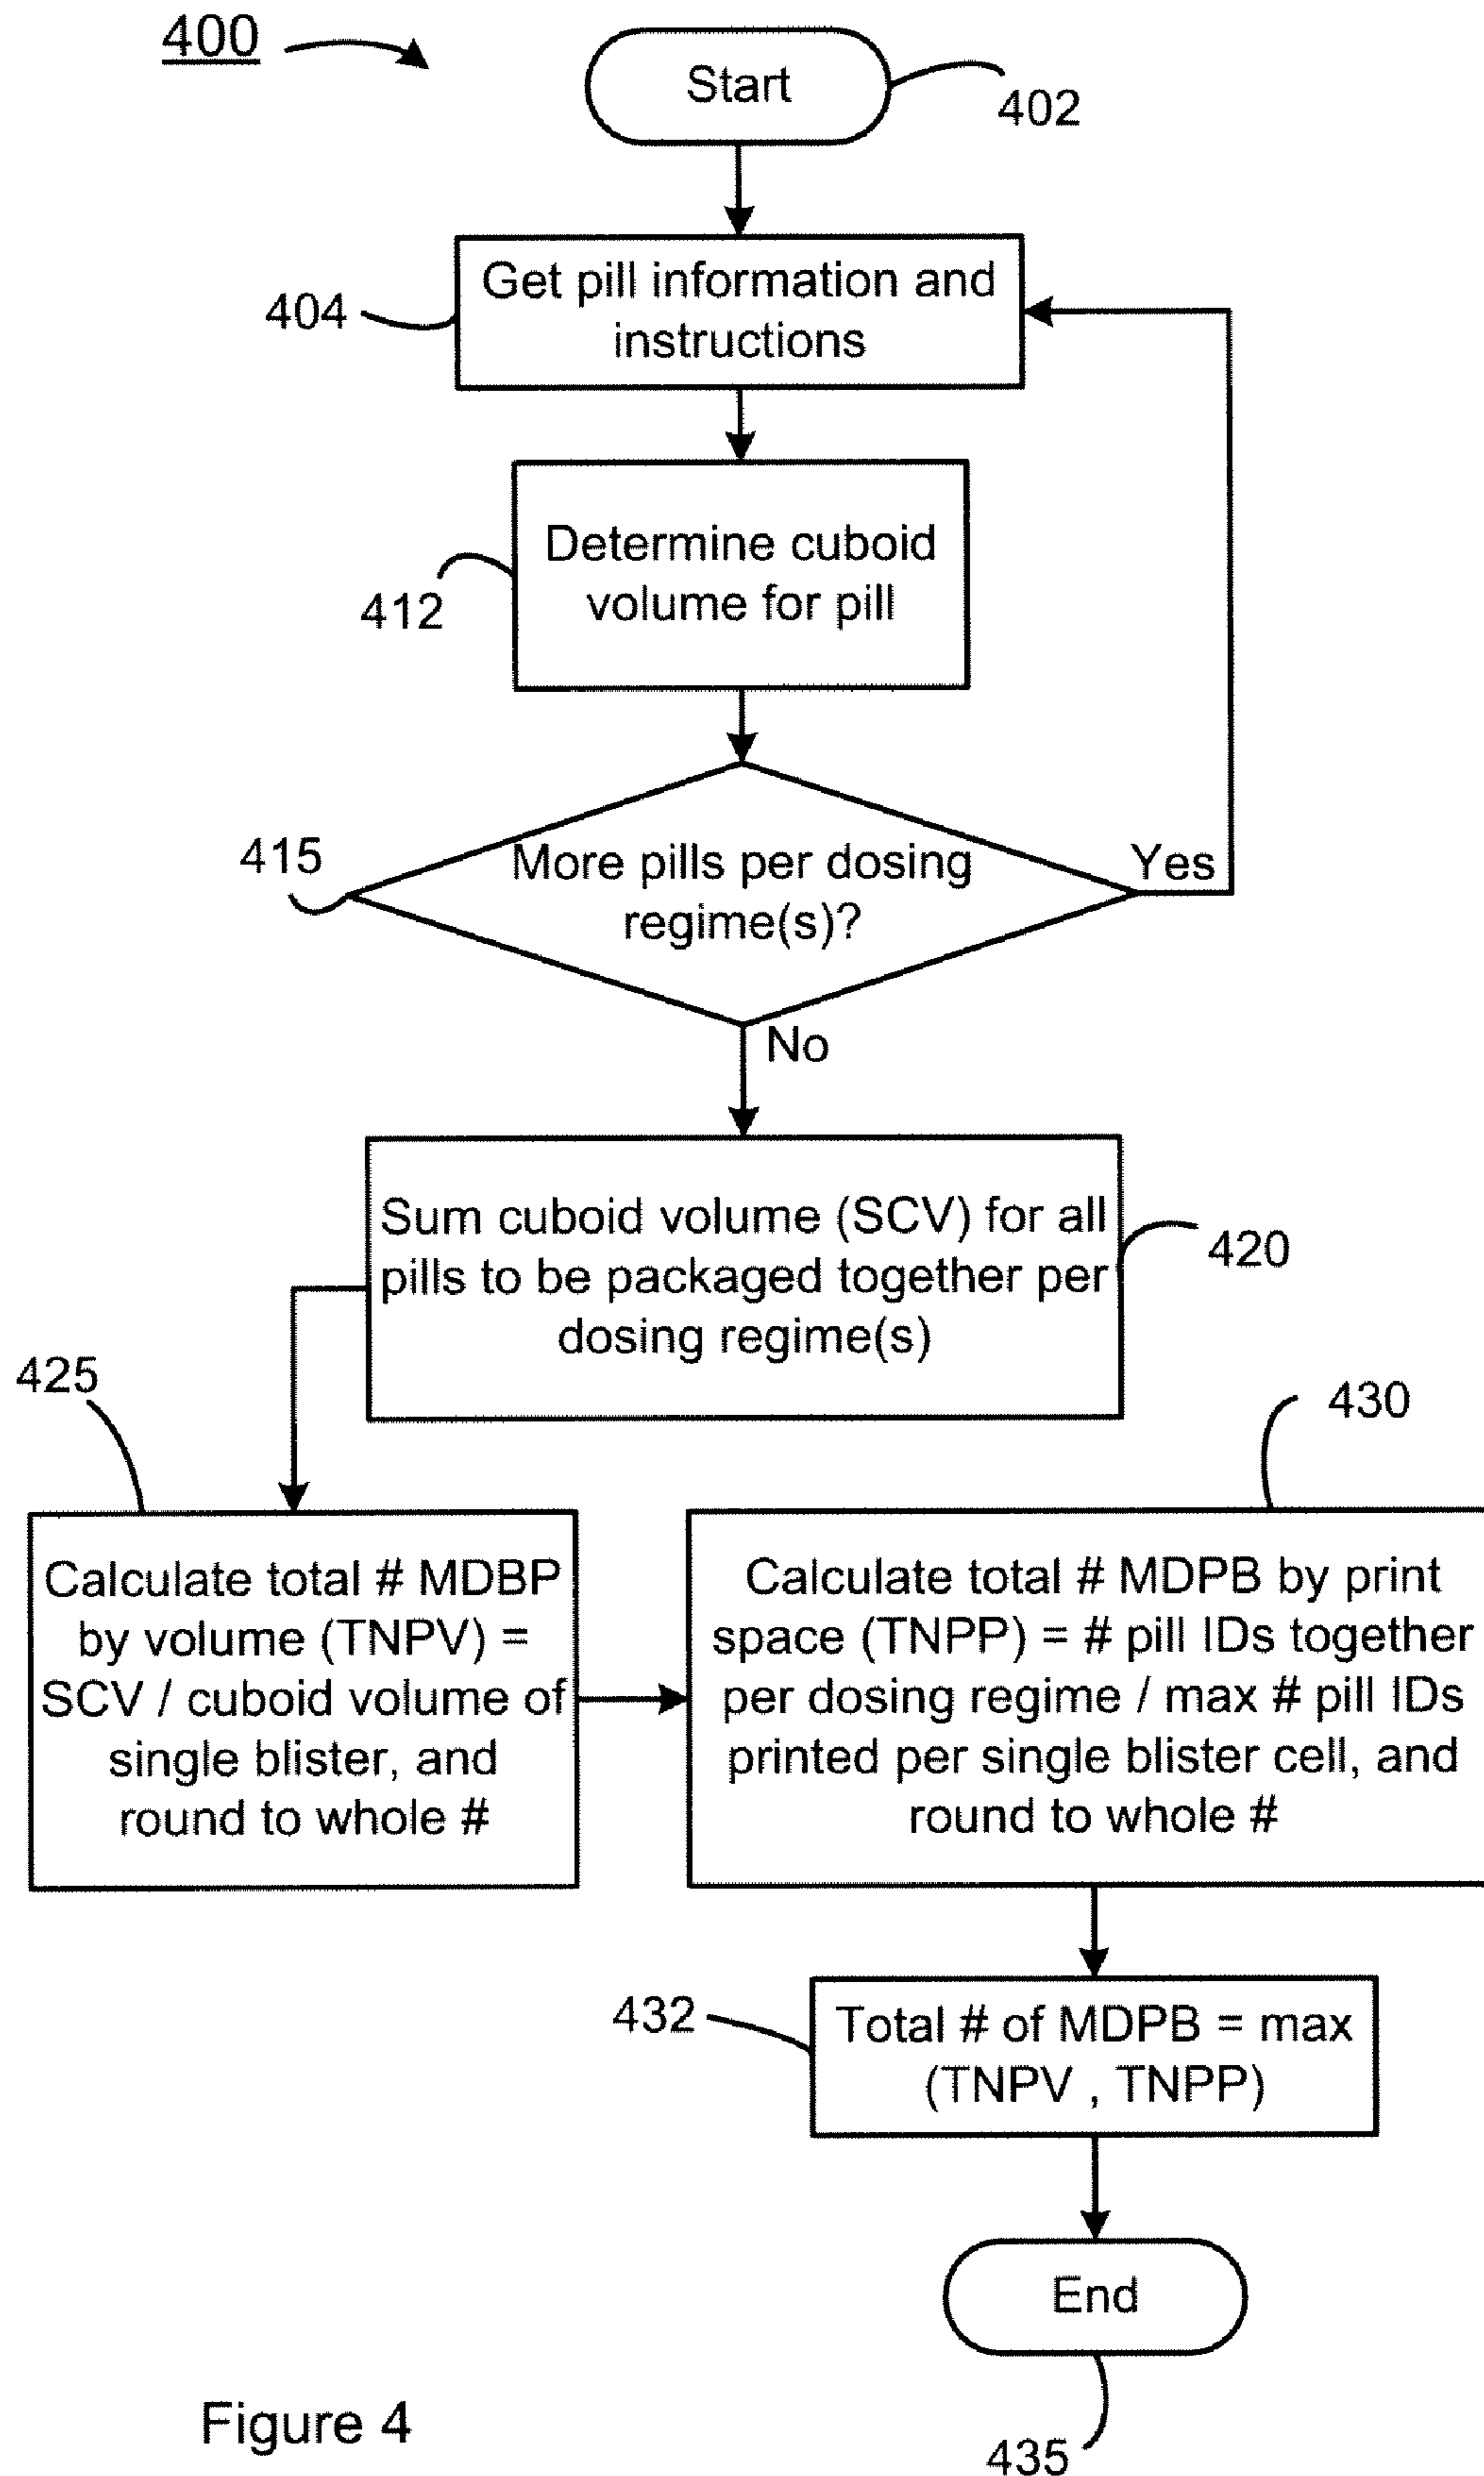 400
Start
402
Get pill information and
instructions
404
Determine cuboid
volume for pill
412
415
More pills per dosing
regime(s)?
Yes
No
Sum cuboid volume (SCV) for all
pills to be packaged together per
dosing regime(s)
420
425
Calculate total # MDBP
by volume (TNPV) =
SCV / cuboid volume of
single blister, and
round to whole #
430
Calculate total # MDPB by print
space (TNPP) = # pill IDs together
per dosing regime / max # pill IDs
printed per single blister cell, and
round to whole #
432
Total # of MDPB = max
(TNPV , TNPP)
End
435
Figure 4